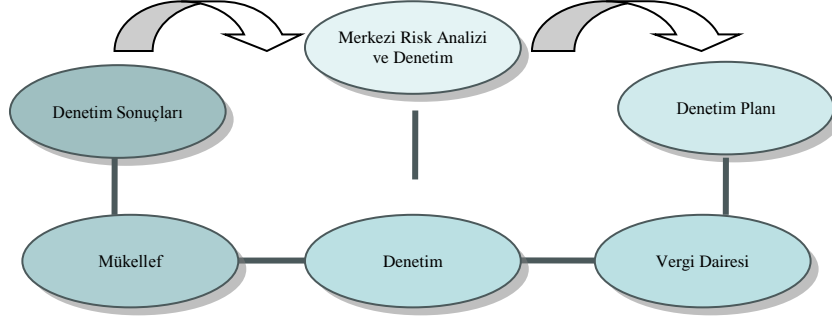 Merkezi Risk Analizi
ve Denetim
Denetim Sonuçları
Denetim Planı
Mükellef
Denetim
Vergi Dairesi